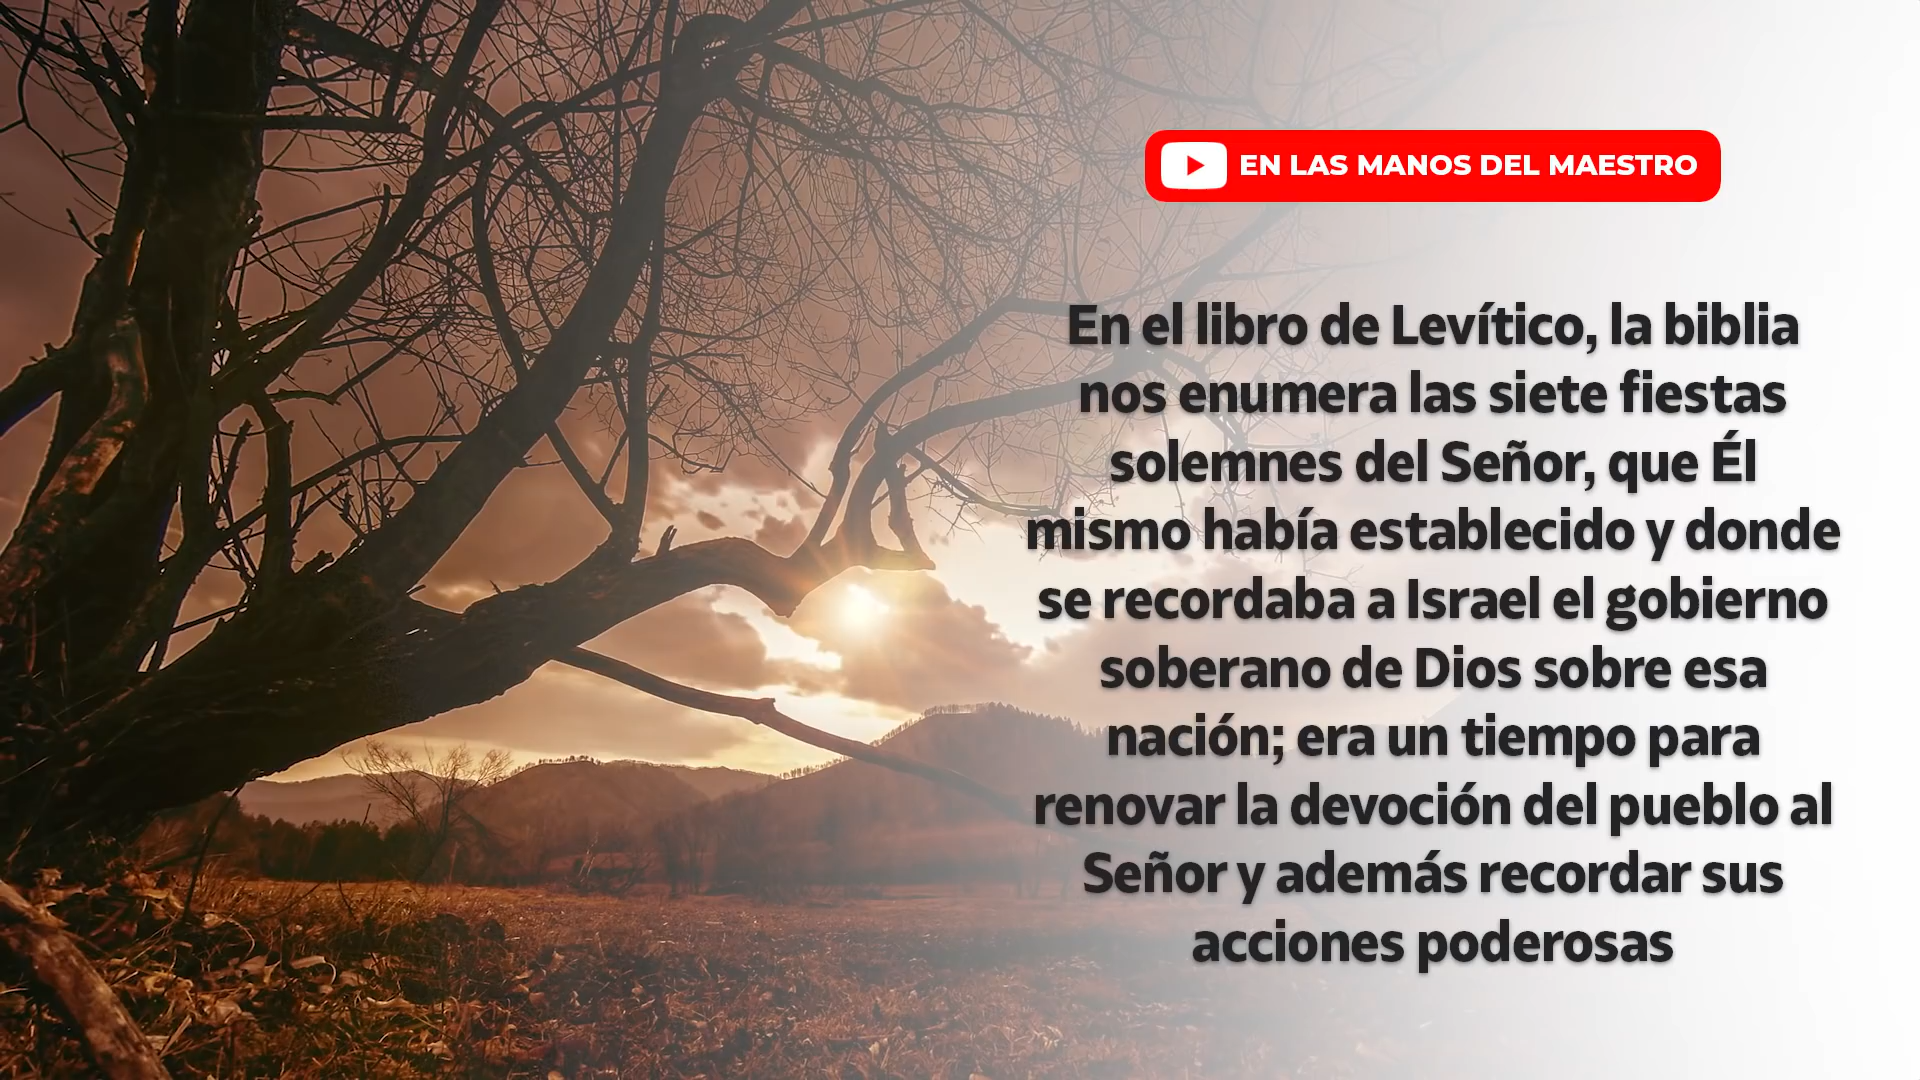 EN LAS MANOS DEL MAESTRO
En el libro de Levítico, la biblia
nos enumera las siete fiestas
solemnes del Señor, que Él
mismo había establecido y donde
se recordaba a Israel el gobierno
soberano de Dios sobre esa
nación; era un tiempo para
renovar la devoción del pueblo al
Señor y además recordar sus
acciones poderosas